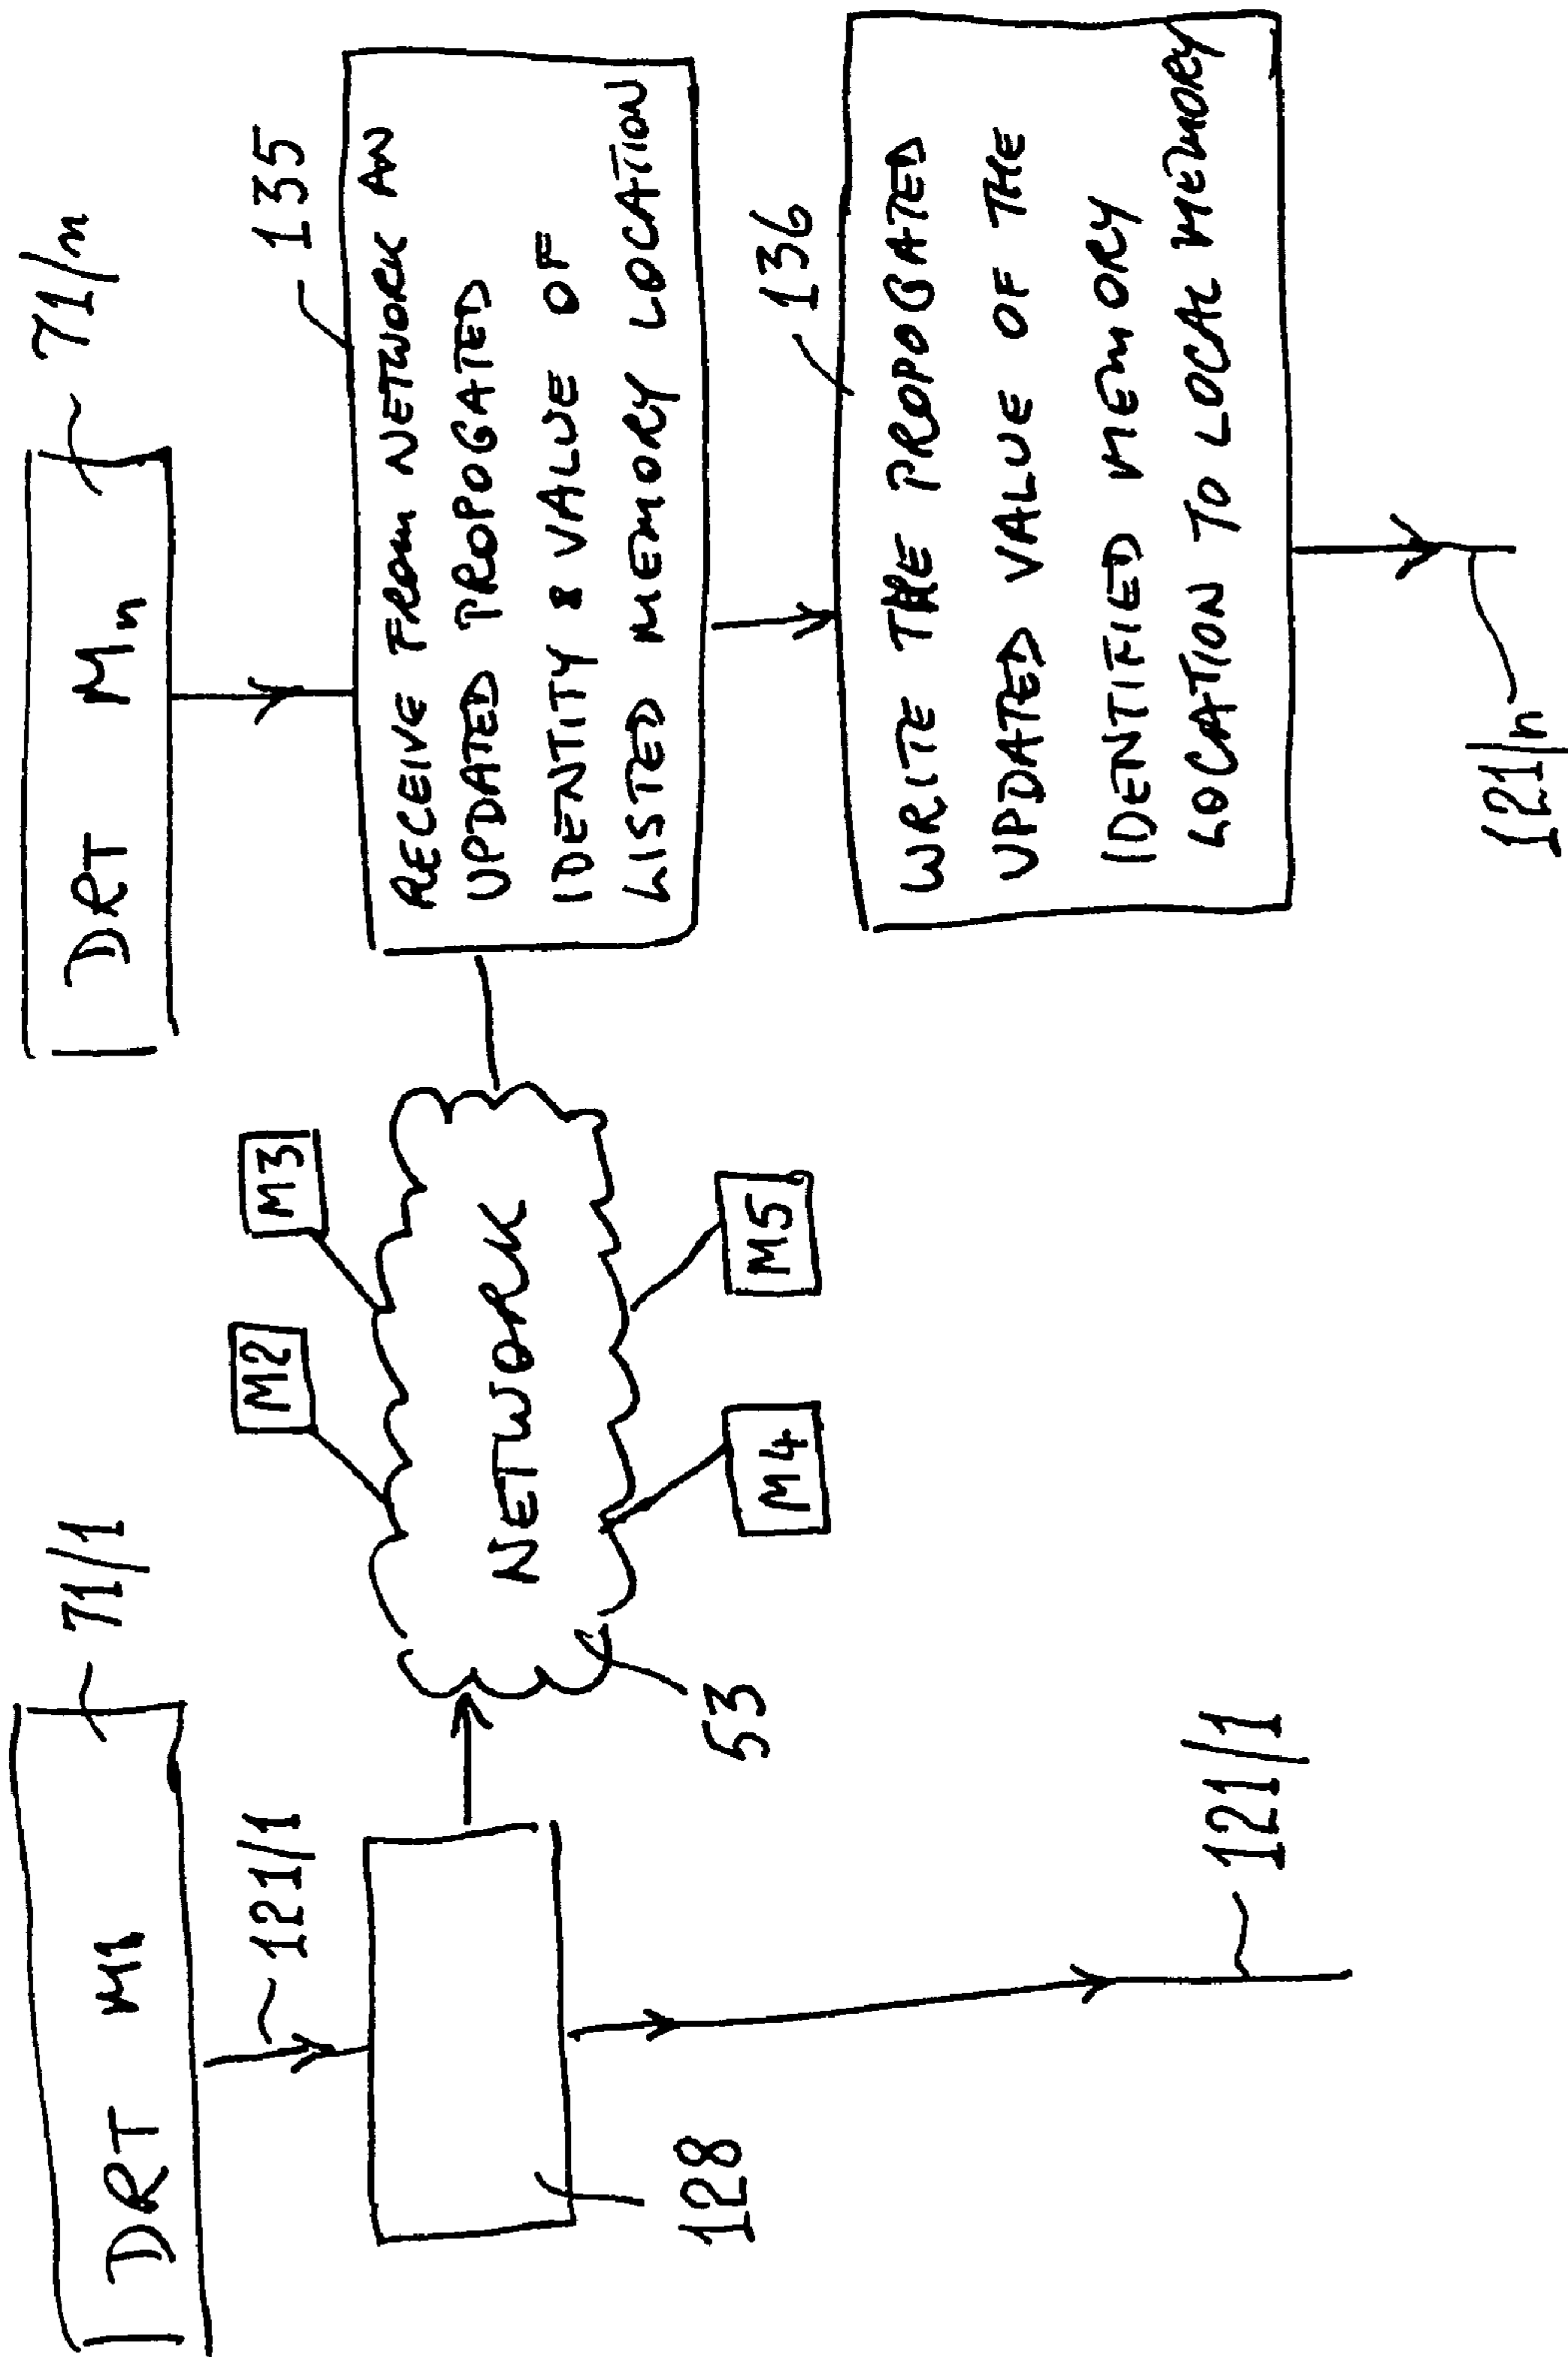 DRT M1
71/1
121/1
128
121/1
53
NETWORK
M2
M3
M4
M5
DRT Mn
71/n
135
RECEIVE FROM NETWORK AN
UPDATED PROPOGATED
IDENTITY & VALUE OF
LISTED MEMORY LOCATION
136
WRITE THE PROPOGATED
UPDATED VALUE OF THE
IDENTIFIED MEMORY
LOCATION TO LOCAL MEMORY
121/n